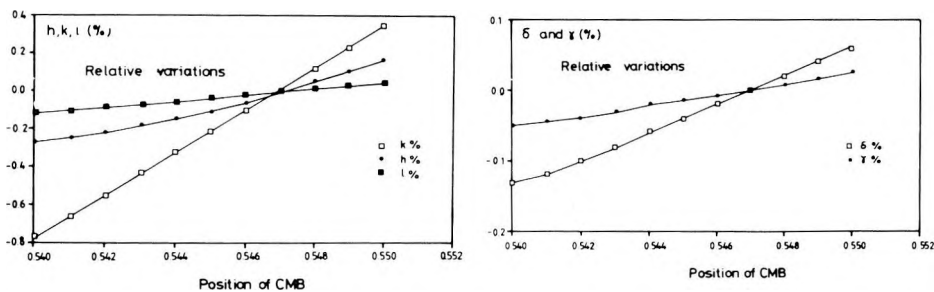 h, k, l (%)
Relative variations
0.4
0.2
0.0
-0.2
-0.4
-0.6
-0.8
k %
h %
l %
0.540 0.542 0.544 0.546 0.548 0.550 0.552
Position of CMB
δ and ɣ (%)
Relative variations
0.1
0.0
-0.1
-0.2
δ %
ɣ %
0.540 0.542 0.544 0.546 0.548 0.550 0.552
Position of CMB